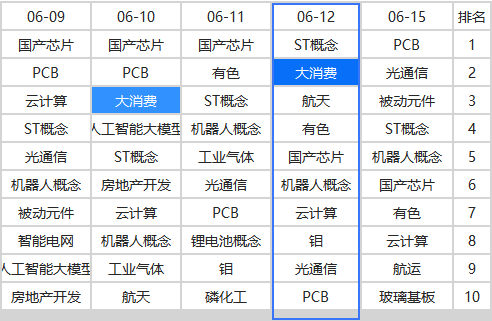 06-09 06-10 06-11 06-12 06-15 排名
国产芯片 国产芯片 国产芯片 ST概念 PCB 1
PCB PCB 有色 大消费 光通信 2
云计算 大消费 ST概念 航天 被动元件 3
ST概念 人工智能大模型 机器人概念 有色 ST概念 4
光通信 ST概念 工业气体 国产芯片 机器人概念 5
机器人概念 房地产开发 光通信 机器人概念 国产芯片 6
被动元件 云计算 PCB 云计算 有色 7
智能电网 机器人概念 锂电池概念 钼 云计算 8
人工智能大模型 工业气体 钼 光通信 航运 9
房地产开发 航天 磷化工 PCB 玻璃基板 10